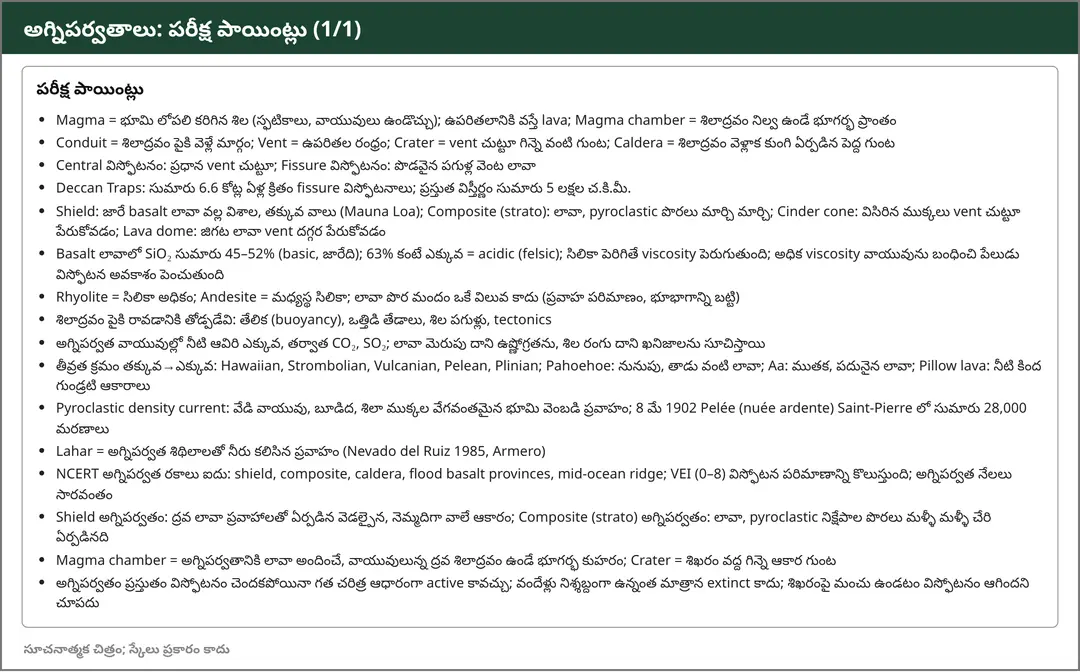 అగ్నిపర్వతాలు: పరీక్ష పాయింట్లు (1/1)
పరీక్ష పాయింట్లు
• Magma = భూమి లోపలి కరిగిన శిల (స్ఫటికాలు, వాయువులు ఉండొచ్చు); ఉపరితలానికి వస్తే lava; Magma chamber = శిలాద్రవం నిల్వ ఉండే భూగర్భ ప్రాంతం
• Conduit = శిలాద్రవం పైకి వెళ్లే మార్గం; Vent = ఉపరితల రంధ్రం; Crater = vent చుట్టూ గిన్నె వంటి గుంట; Caldera = శిలాద్రవం వెళ్లాక కుంగి ఏర్పడిన పెద్ద గుంట
• Central విస్ఫోటనం: ప్రధాన vent చుట్టూ; Fissure విస్ఫోటనం: పొడవైన పగుళ్ల వెంట లావా
• Deccan Traps: సుమారు 6.6 కోట్ల ఏళ్ల క్రితం fissure విస్ఫోటనాలు; ప్రస్తుత విస్తీర్ణం సుమారు 5 లక్షల చ.కి.మీ.
• Shield: జారే basalt లావా వల్ల విశాల, తక్కువ వాలు (Mauna Loa); Composite (strato): లావా, pyroclastic పొరలు మార్చి మార్చి; Cinder cone: విసిరిన ముక్కలు vent చుట్టూ
పేరుకోవడం; Lava dome: జిగట లావా vent దగ్గర పేరుకోవడం
• Basalt లావాలో SiO₂ సుమారు 45–52% (basic, జారేది); 63% కంటే ఎక్కువ = acidic (felsic); సిలికా పెరిగితే viscosity పెరుగుతుంది; అధిక viscosity వాయువును బంధించి పేలుడు
విస్ఫోటన అవకాశం పెంచుతుంది
• Rhyolite = సిలికా అధికం; Andesite = మధ్యస్థ సిలికా; లావా పొర మందం ఒకే విలువ కాదు (ప్రవాహ పరిమాణం, భూభాగాన్ని బట్టి)
• శిలాద్రవం పైకి రావడానికి తోడ్పడేవి: తేలిక (buoyancy), ఒత్తిడి తేడాలు, శిల పగుళ్లు, tectonics
• అగ్నిపర్వత వాయువుల్లో నీటి ఆవిరి ఎక్కువ, తర్వాత CO₂, SO₂; లావా మెరుపు దాని ఉష్ణోగ్రతను, శిల రంగు దాని ఖనిజాలను సూచిస్తాయి
• తీవ్రత క్రమం తక్కువ→ఎక్కువ: Hawaiian, Strombolian, Vulcanian, Pelean, Plinian; Pahoehoe: నునుపు, తాడు వంటి లావా; Aa: ముతక, పదునైన లావా; Pillow lava: నీటి కింద
గుండ్రటి ఆకారాలు
• Pyroclastic density current: వేడి వాయువు, బూడిద, శిలా ముక్కల వేగవంతమైన భూమి వెంబడి ప్రవాహం; 8 మే 1902 Pelée (nuée ardente) Saint-Pierre లో సుమారు 28,000
మరణాలు
• Lahar = అగ్నిపర్వత శిథిలాలతో నీరు కలిసిన ప్రవాహం (Nevado del Ruiz 1985, Armero)
• NCERT అగ్నిపర్వత రకాలు ఐదు: shield, composite, caldera, flood basalt provinces, mid-ocean ridge; VEI (0–8) విస్ఫోటన పరిమాణాన్ని కొలుస్తుంది; అగ్నిపర్వత నేలలు
సారవంతం
• Shield అగ్నిపర్వతం: ద్రవ లావా ప్రవాహాలతో ఏర్పడిన వెడల్పైన, నెమ్మదిగా వాలే ఆకారం; Composite (strato) అగ్నిపర్వతం: లావా, pyroclastic నిక్షేపాల పొరలు మళ్ళీ మళ్ళీ చేరి
ఏర్పడినది
• Magma chamber = అగ్నిపర్వతానికి లావా అందించే, వాయువులున్న ద్రవ శిలాద్రవం ఉండే భూగర్భ కుహరం; Crater = శిఖరం వద్ద గిన్నె ఆకార గుంట
• అగ్నిపర్వతం ప్రస్తుతం విస్ఫోటనం చెందకపోయినా గత చరిత్ర ఆధారంగా active కావచ్చు; వందేళ్లు నిశ్శబ్దంగా ఉన్నంత మాత్రాన extinct కాదు; శిఖరంపై మంచు ఉండటం విస్ఫోటనం ఆగిందని
చూపదు
సూచనాత్మక చిత్రం; స్కేలు ప్రకారం కాదు